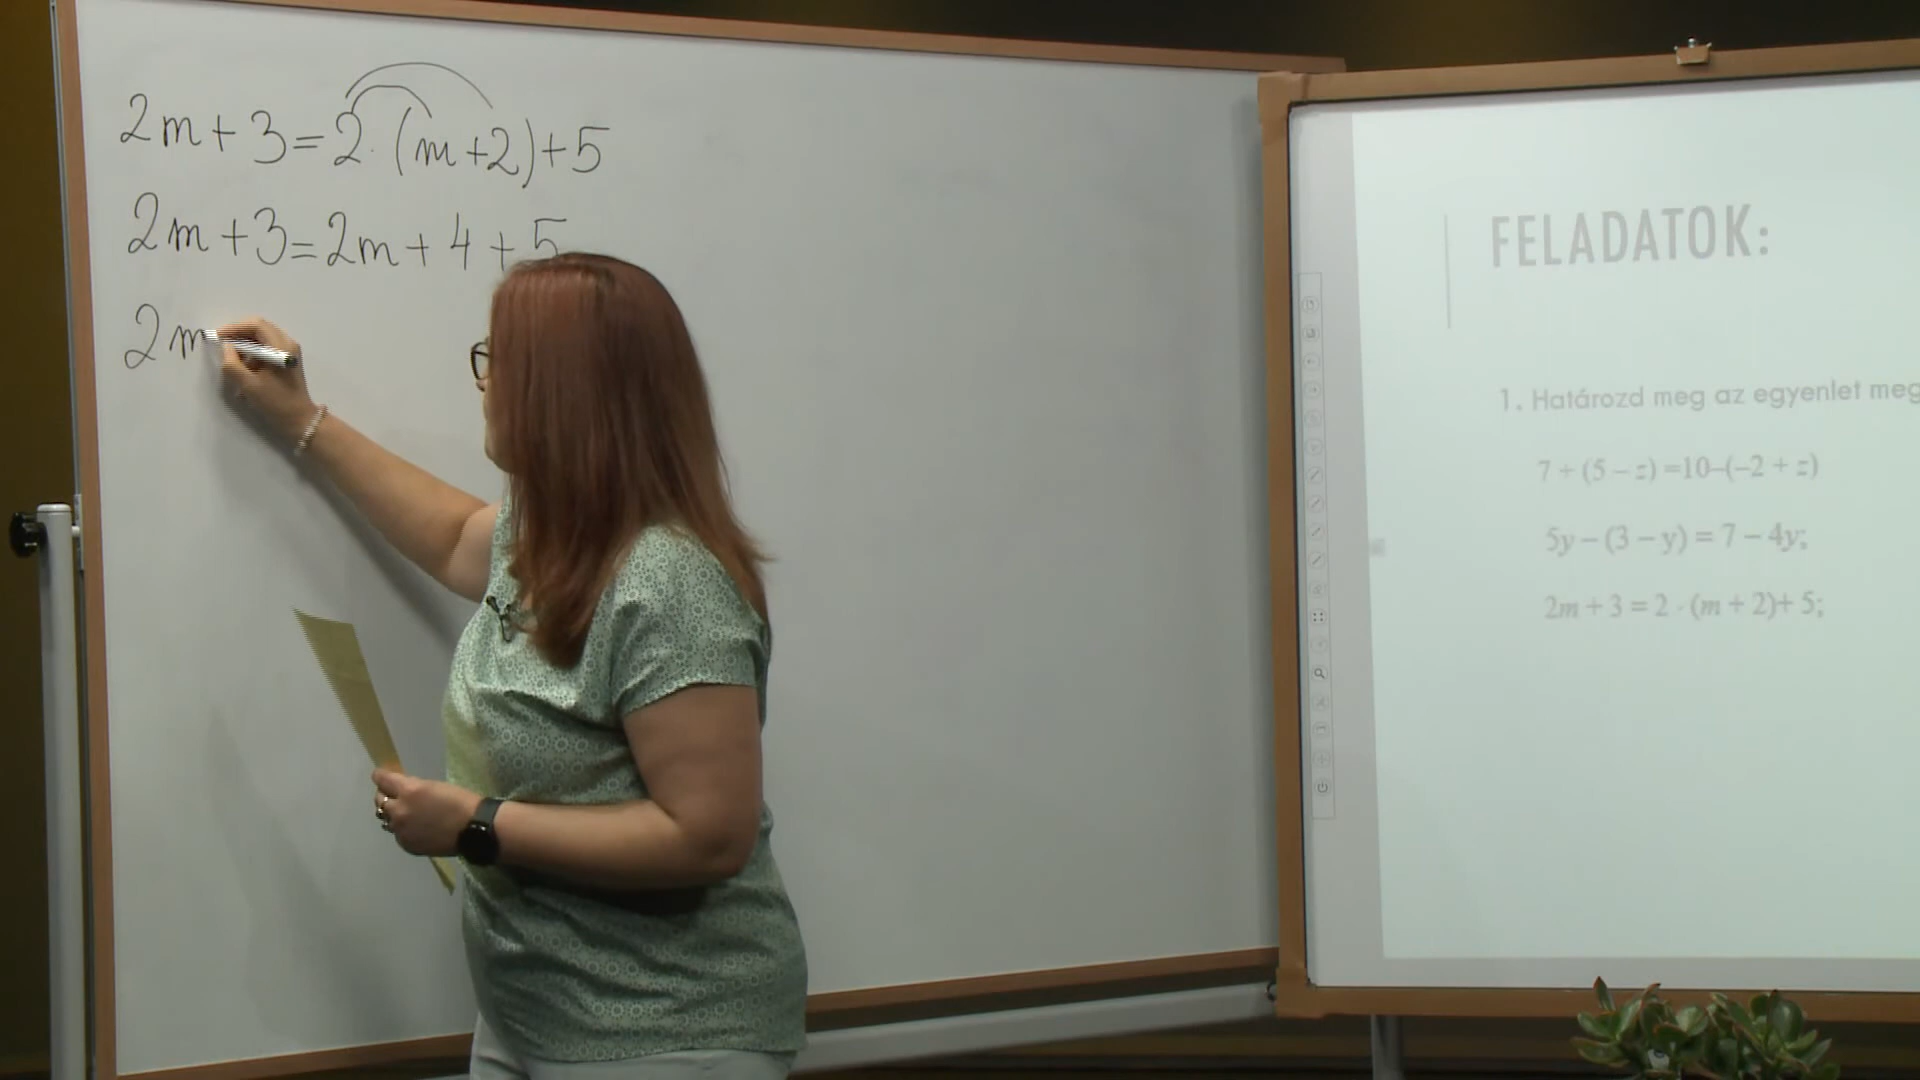 2m + 3 = 2 · (m + 2) + 5
2m + 3 = 2m + 4 + 5
2m
FELADATOK:
1. Határozd meg az egyenlet meg
7 + (5 – z) =10–(–2 + z)
5y – (3 – y) = 7 – 4y;
2m + 3 = 2 · (m + 2)+ 5;